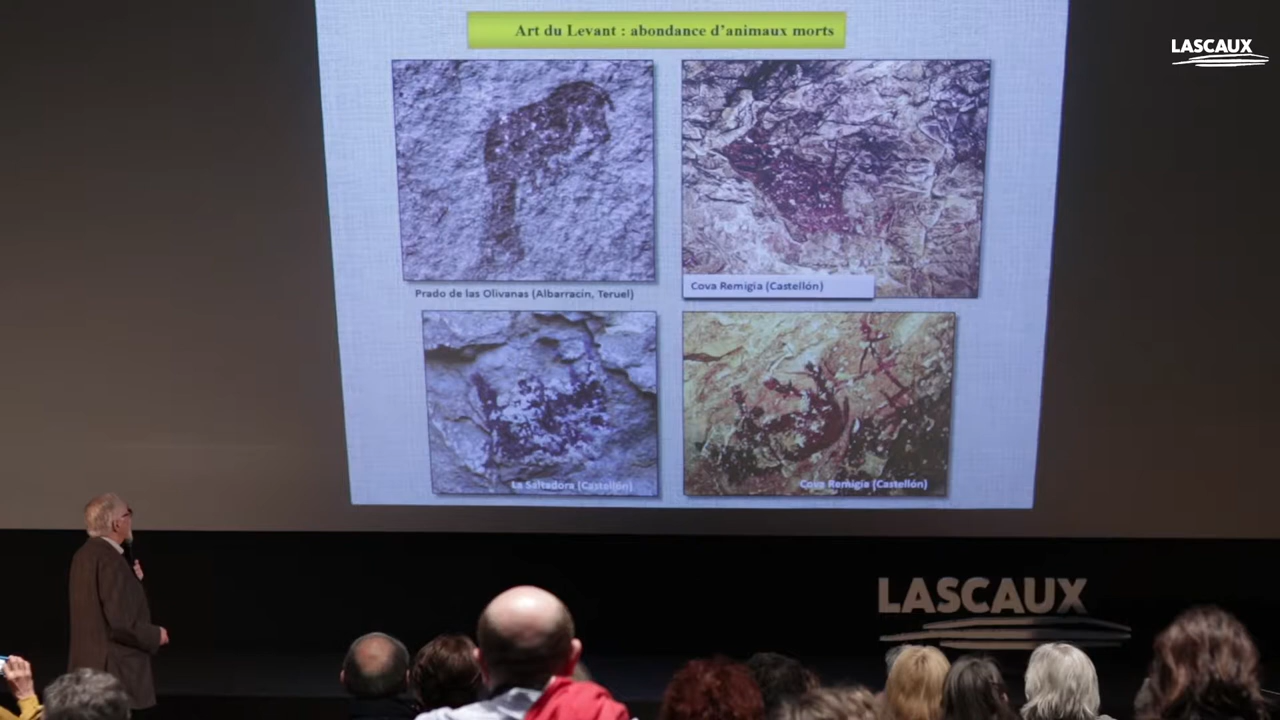 Art du Levant : abondance d'animaux morts
LASCAUX
Prado de las Olivanas (Albarracin, Teruel)
Cova Remigia (Castellón)
La Saltadora (Castellón)
Cova Remigia (Castellón)
LASCAUX